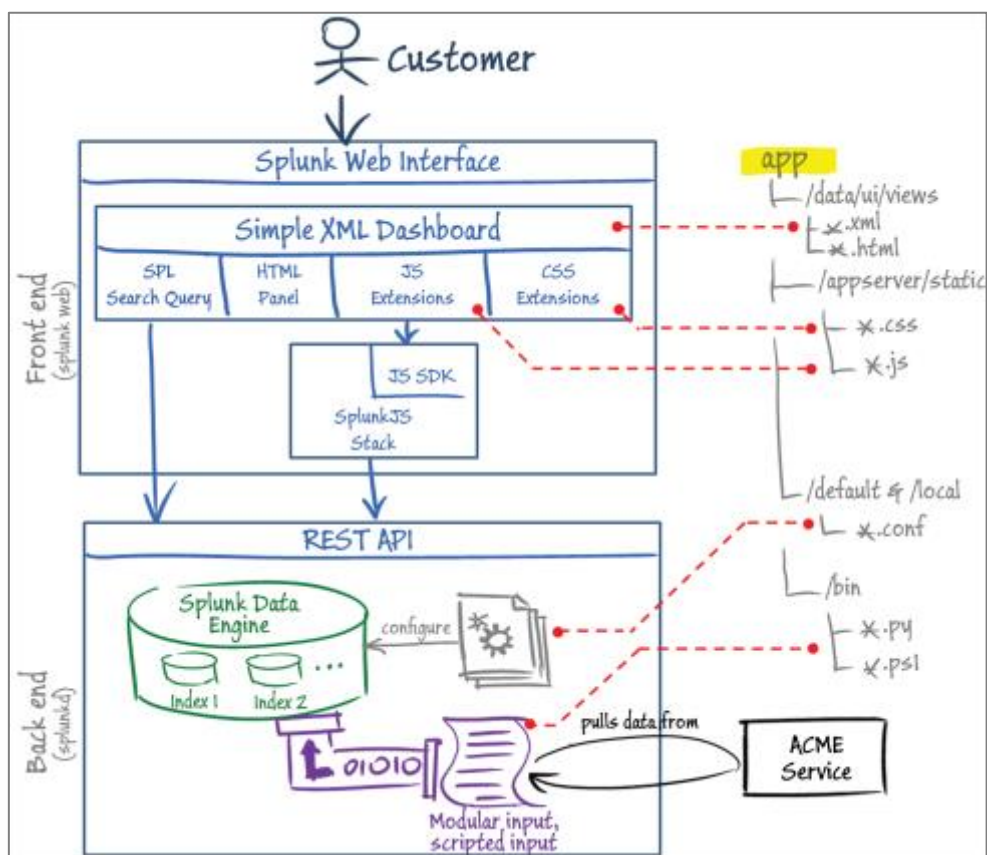 Customer
Splunk Web Interface
Simple XML Dashboard
SPL
Search Query
HTML
Panel
JS
Extensions
CSS
Extensions
JS SDK
SplunkJS
Stack
Front end
(splunk web)
REST API
Splunk Data
Engine
Index 1
Index 2
...
configure
*
01010
Modular input,
scripted input
pulls data from
ACME
Service
Back end
(splunkd)
app
/data/ui/views
*.xml
*.html
/appserver/static
*.css
*.js
/default & /local
*.conf
/bin
*.py
*.ps1